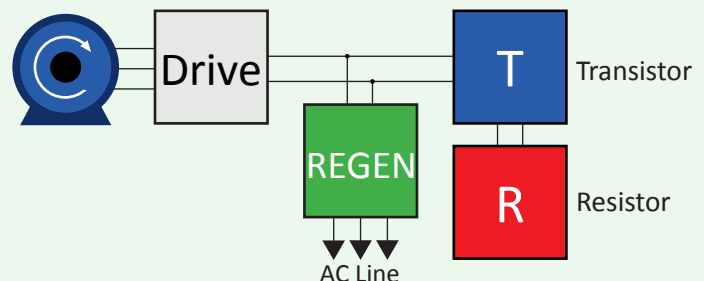 Drive
T
Transistor
REGEN
R
Resistor
AC Line